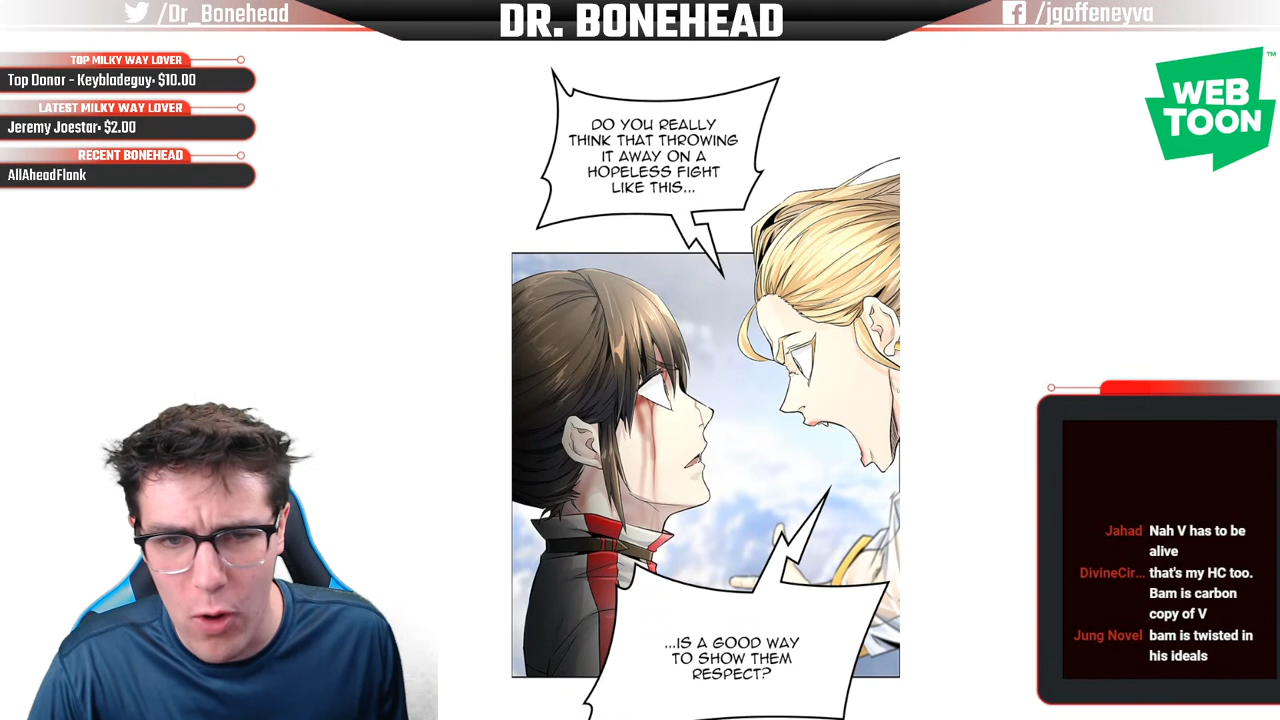 /Dr_Bonehead
DR. BONEHEAD
/jgoffeneyva
TOP MILKY WAY LOVER
Top Donor - Keybladeguy: $10.00
LATEST MILKY WAY LOVER
Jeremy Joestar: $2.00
RECENT BONEHEAD
AllAheadFlank
WEB
TOON™
DO YOU REALLY
THINK THAT THROWING
IT AWAY ON A
HOPELESS FIGHT
LIKE THIS...
...IS A GOOD WAY
TO SHOW THEM
RESPECT?
Jahad Nah V has to be
alive
DivineCir... that's my HC too.
Bam is carbon
copy of V
Jung Novel bam is twisted in
his ideals